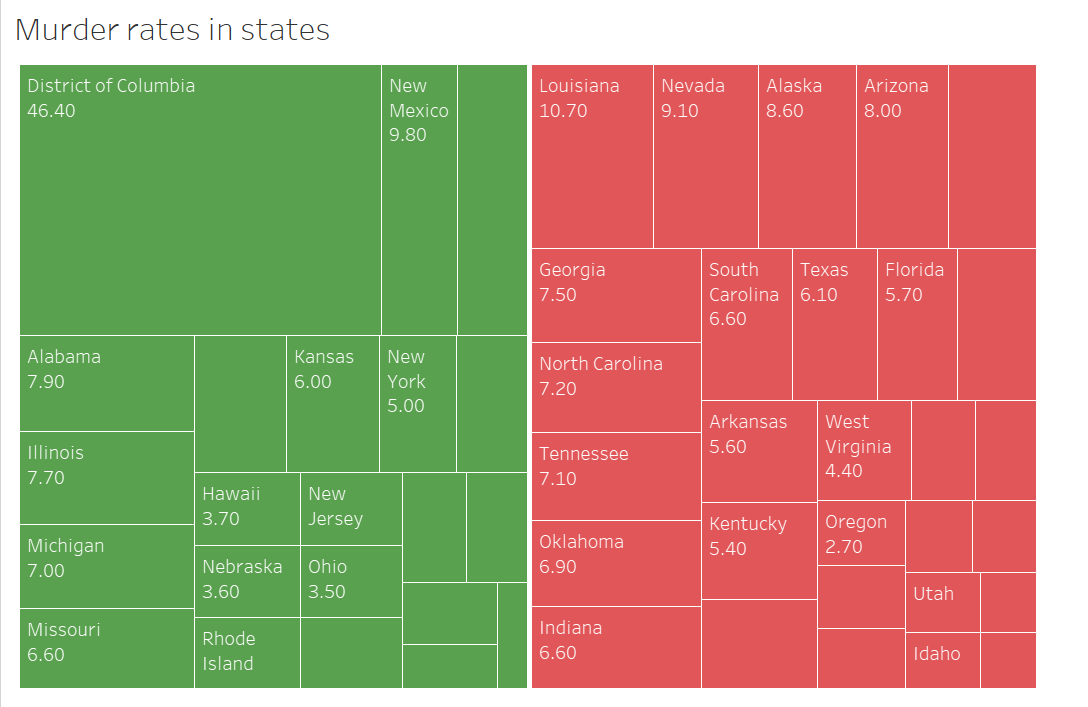 Murder rates in states
District of Columbia
46.40
New
Mexico
9.80
Alabama
7.90
Kansas
6.00
New
York
5.00
Illinois
7.70
Hawaii
3.70
New
Jersey
Michigan
7.00
Nebraska
3.60
Ohio
3.50
Missouri
6.60
Rhode
Island
Louisiana
10.70
Nevada
9.10
Alaska
8.60
Arizona
8.00
Georgia
7.50
South
Carolina
6.60
Texas
6.10
Florida
5.70
North Carolina
7.20
Arkansas
5.60
West
Virginia
4.40
Tennessee
7.10
Kentucky
5.40
Oregon
2.70
Oklahoma
6.90
Utah
Indiana
6.60
Idaho